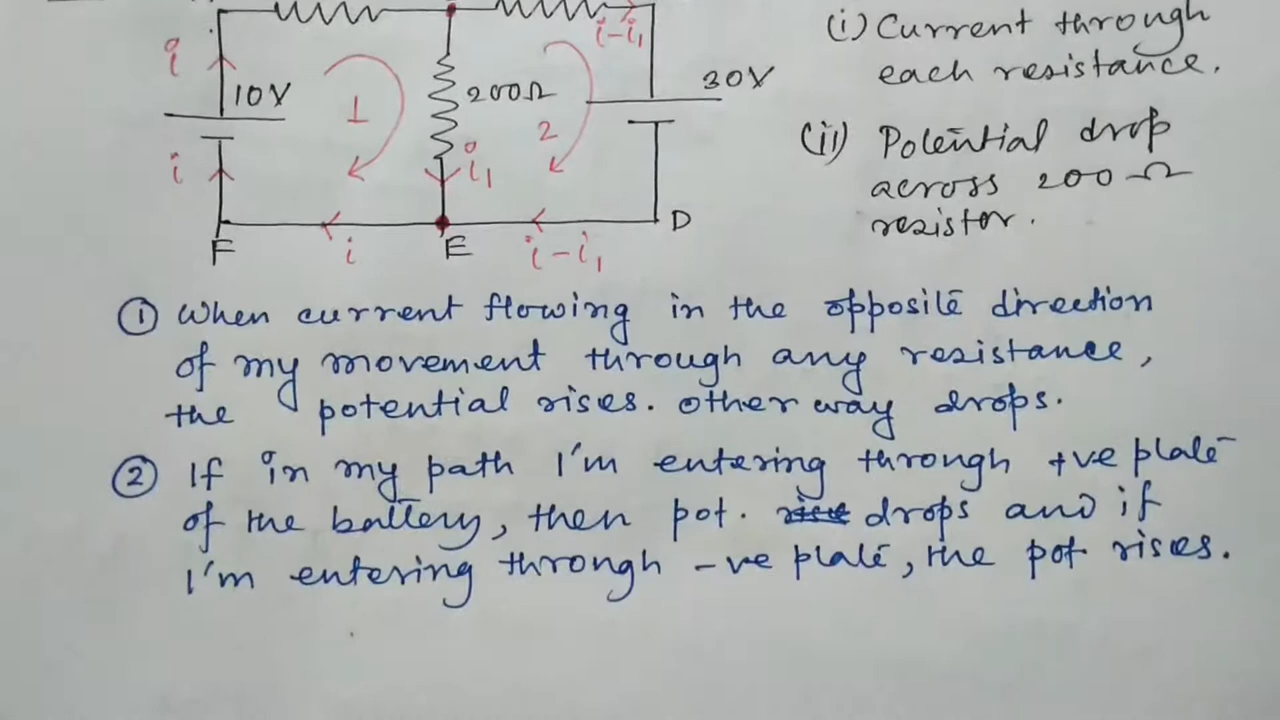 i-i₁
(i) Current through
each resistance.
i
10V
1
200Ω
2
30V
(ii) Potential drop
across 200Ω
resistor.
i
i₁
F
i
E
i-i₁
D
① When current flowing in the opposite direction
of my movement through any resistance,
the potential rises. other way drops.
② If in my path I'm entering through +ve plate
of the battery, then pot. rise drops and if
I'm entering through -ve plate, the pot rises.